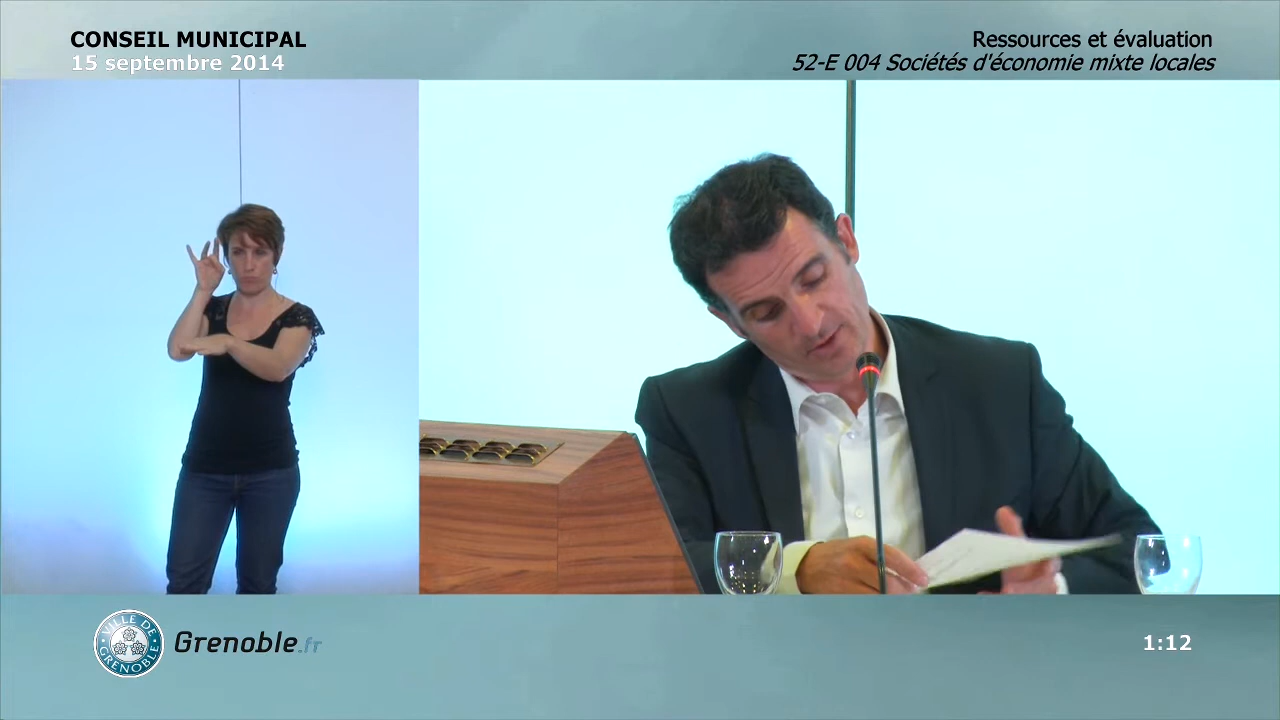 CONSEIL MUNICIPAL
15 septembre 2014
Ressources et évaluation
52-E 004 Sociétés d'économie mixte locales
VILLE DE
GRENOBLE
Grenoble.fr
1:12